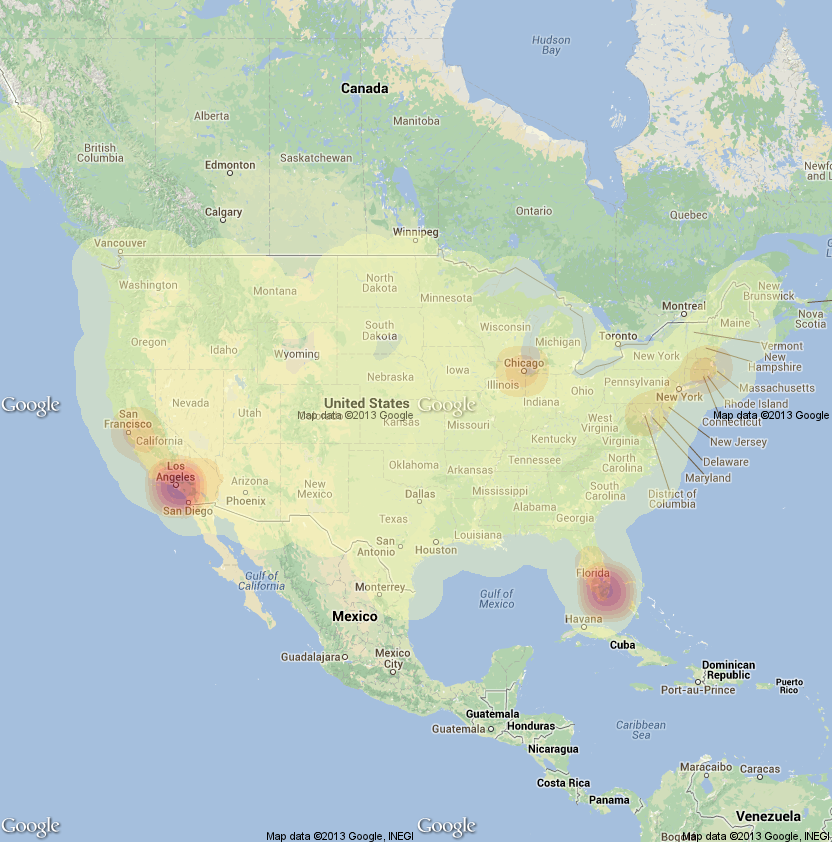 Hudson
Bay
Canada
Alberta
Manitoba
British
Columbia
Saskatchewan
Edmonton
Newfo
and L
Calgary
Ontario
Quebec
Winnipeg
Vancouver
Washington
Montana
North
Dakota
Minnesota
Montreal
New
Brunswick
Maine
Nova
Scotia
Oregon
Idaho
South
Dakota
Wisconsin
Michigan
Toronto
Vermont
Wyoming
New York
New
Hampshire
Chicago
Iowa
Nebraska
Illinois
Ohio
Pennsylvania
Massachusetts
Google
Nevada
Utah
United States
Map data ©2013 Google
Google
Indiana
New York
Rhode Island
Map data ©2013 Google
San
Francisco
California
Kansas
Missouri
West
Virginia
Connecticut
Kentucky
Virginia
New Jersey
Los
Angeles
Arizona
Oklahoma
Tennessee
North
Carolina
Delaware
Arkansas
Maryland
New
Mexico
Phoenix
San Diego
Dallas
Mississippi
South
Carolina
District of
Columbia
Alabama
Texas
Georgia
San
Antonio
Houston
Louisiana
Gulf of
California
Monterrey
Gulf of
Mexico
Florida
Mexico
Havana
Cuba
Guadalajara
Mexico
City
Dominican
Republic
Puerto
Rico
Port-au-Prince
Guatemala
Honduras
Guatemala
Caribbean
Sea
Nicaragua
Maracaibo
Caracas
Costa Rica
Panama
Venezuela
Google
Map data ©2013 Google, INEGI
Google
Map data ©2013 Google, INEGI